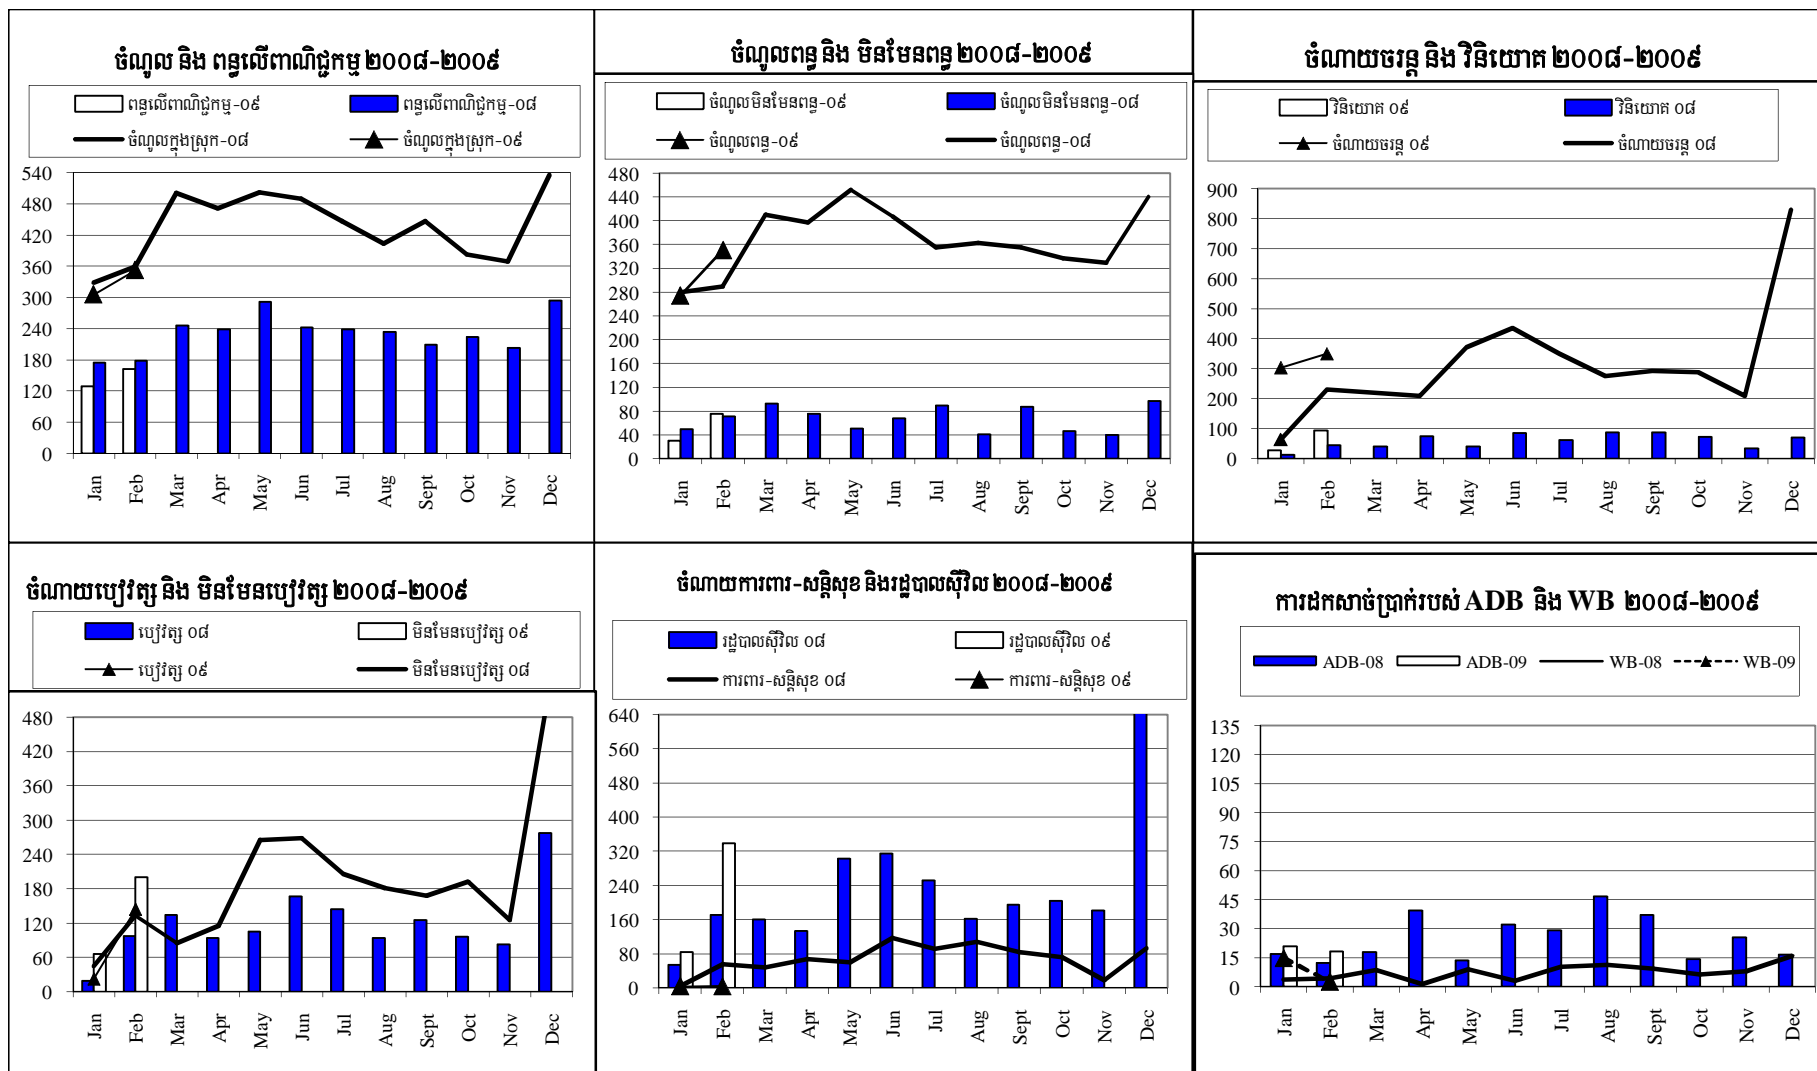 ចំណូល និង ពន្ធលើពាណិជ្ជកម្ម ២០០៨-២០០៩
ពន្ធលើពាណិជ្ជកម្ម-០៩
ពន្ធលើពាណិជ្ជកម្ម-០៨
ចំណូលក្នុងស្រុក-០៨
ចំណូលក្នុងស្រុក-០៩
540
480
420
360
300
240
180
120
60
0
Jan Feb Mar Apr May Jun Jul Aug Sept Oct Nov Dec
ចំណូលពន្ធ និង មិនមែនពន្ធ ២០០៨-២០០៩
ចំណូលមិនមែនពន្ធ-០៩
ចំណូលមិនមែនពន្ធ-០៨
ចំណូលពន្ធ-០៩
ចំណូលពន្ធ-០៨
480
440
400
360
320
280
240
200
160
120
80
40
0
Jan Feb Mar Apr May Jun Jul Aug Sept Oct Nov Dec
ចំណាយចរន្ត និង វិនិយោគ ២០០៨-២០០៩
វិនិយោគ ០៩
វិនិយោគ ០៨
ចំណាយចរន្ត ០៩
ចំណាយចរន្ត ០៨
900
800
700
600
500
400
300
200
100
0
Jan Feb Mar Apr May Jun Jul Aug Sept Oct Nov Dec
ចំណាយបៀវត្ស និង មិនមែនបៀវត្ស ២០០៨-២០០៩
បៀវត្ស ០៨
មិនមែនបៀវត្ស ០៩
បៀវត្ស ០៩
មិនមែនបៀវត្ស ០៨
480
420
360
300
240
180
120
60
0
Jan Feb Mar Apr May Jun Jul Aug Sept Oct Nov Dec
ចំណាយការពារ-សន្តិសុខ និងរដ្ឋបាលស៊ីវិល ២០០៨-២០០៩
រដ្ឋបាលស៊ីវិល ០៨
រដ្ឋបាលស៊ីវិល ០៩
ការពារ-សន្តិសុខ ០៨
ការពារ-សន្តិសុខ ០៩
640
560
480
400
320
240
160
80
0
Jan Feb Mar Apr May Jun Jul Aug Sept Oct Nov Dec
ការដកសាច់ប្រាក់របស់ ADB និង WB ២០០៨-២០០៩
ADB-08 ADB-09 WB-08 WB-09
135
120
105
90
75
60
45
30
15
0
Jan Feb Mar Apr May Jun Jul Aug Sept Oct Nov Dec